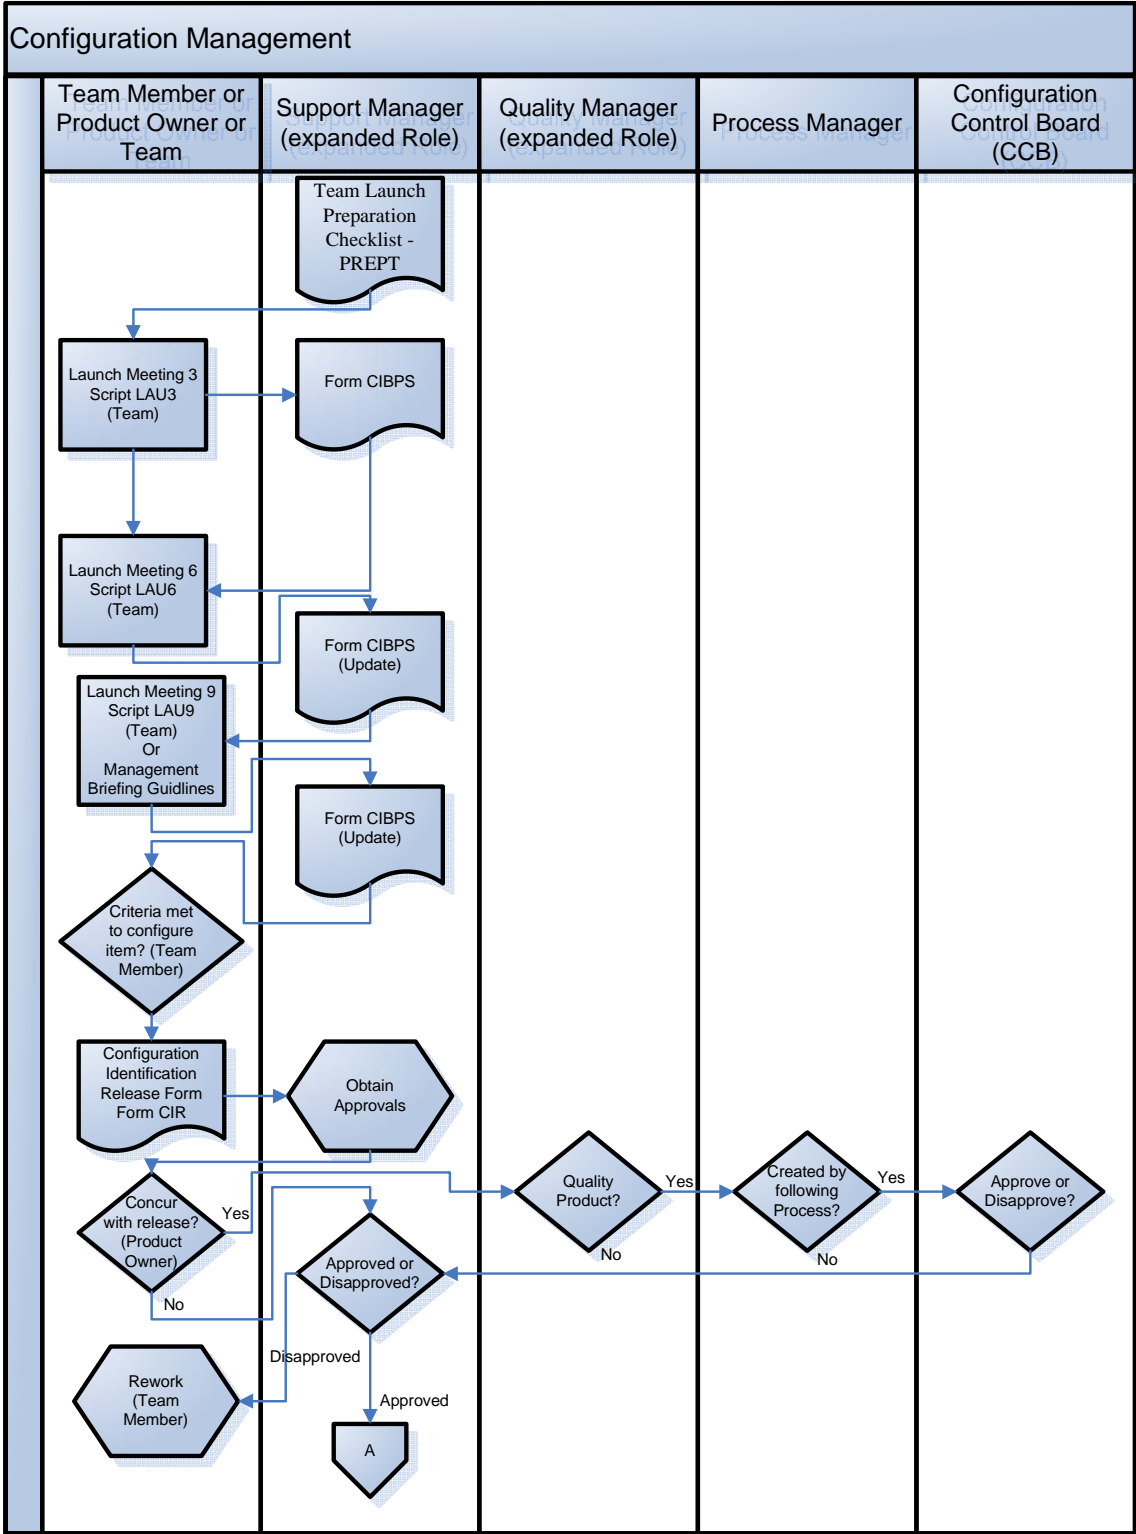 Configuration Management
Team Member or
Product Owner or
Team
Support Manager
(expanded Role)
Quality Manager
(expanded Role)
Process Manager
Configuration
Control Board
(CCB)
Team Launch
Preparation
Checklist -
PREPT
Launch Meeting 3
Script LAU3
(Team)
Form CIBPS
Launch Meeting 6
Script LAU6
(Team)
Form CIBPS
(Update)
Launch Meeting 9
Script LAU9
(Team)
Or
Management
Briefing Guidlines
Form CIBPS
(Update)
Criteria met
to configure
item? (Team
Member)
Configuration
Identification
Release Form
Form CIR
Obtain
Approvals
Concur
with release?
(Product
Owner)
Yes
No
Quality
Product?
Yes
No
Created by
following
Process?
Yes
No
Approve or
Disapprove?
Approved or
Disapproved?
Disapproved
Approved
Rework
(Team
Member)
A